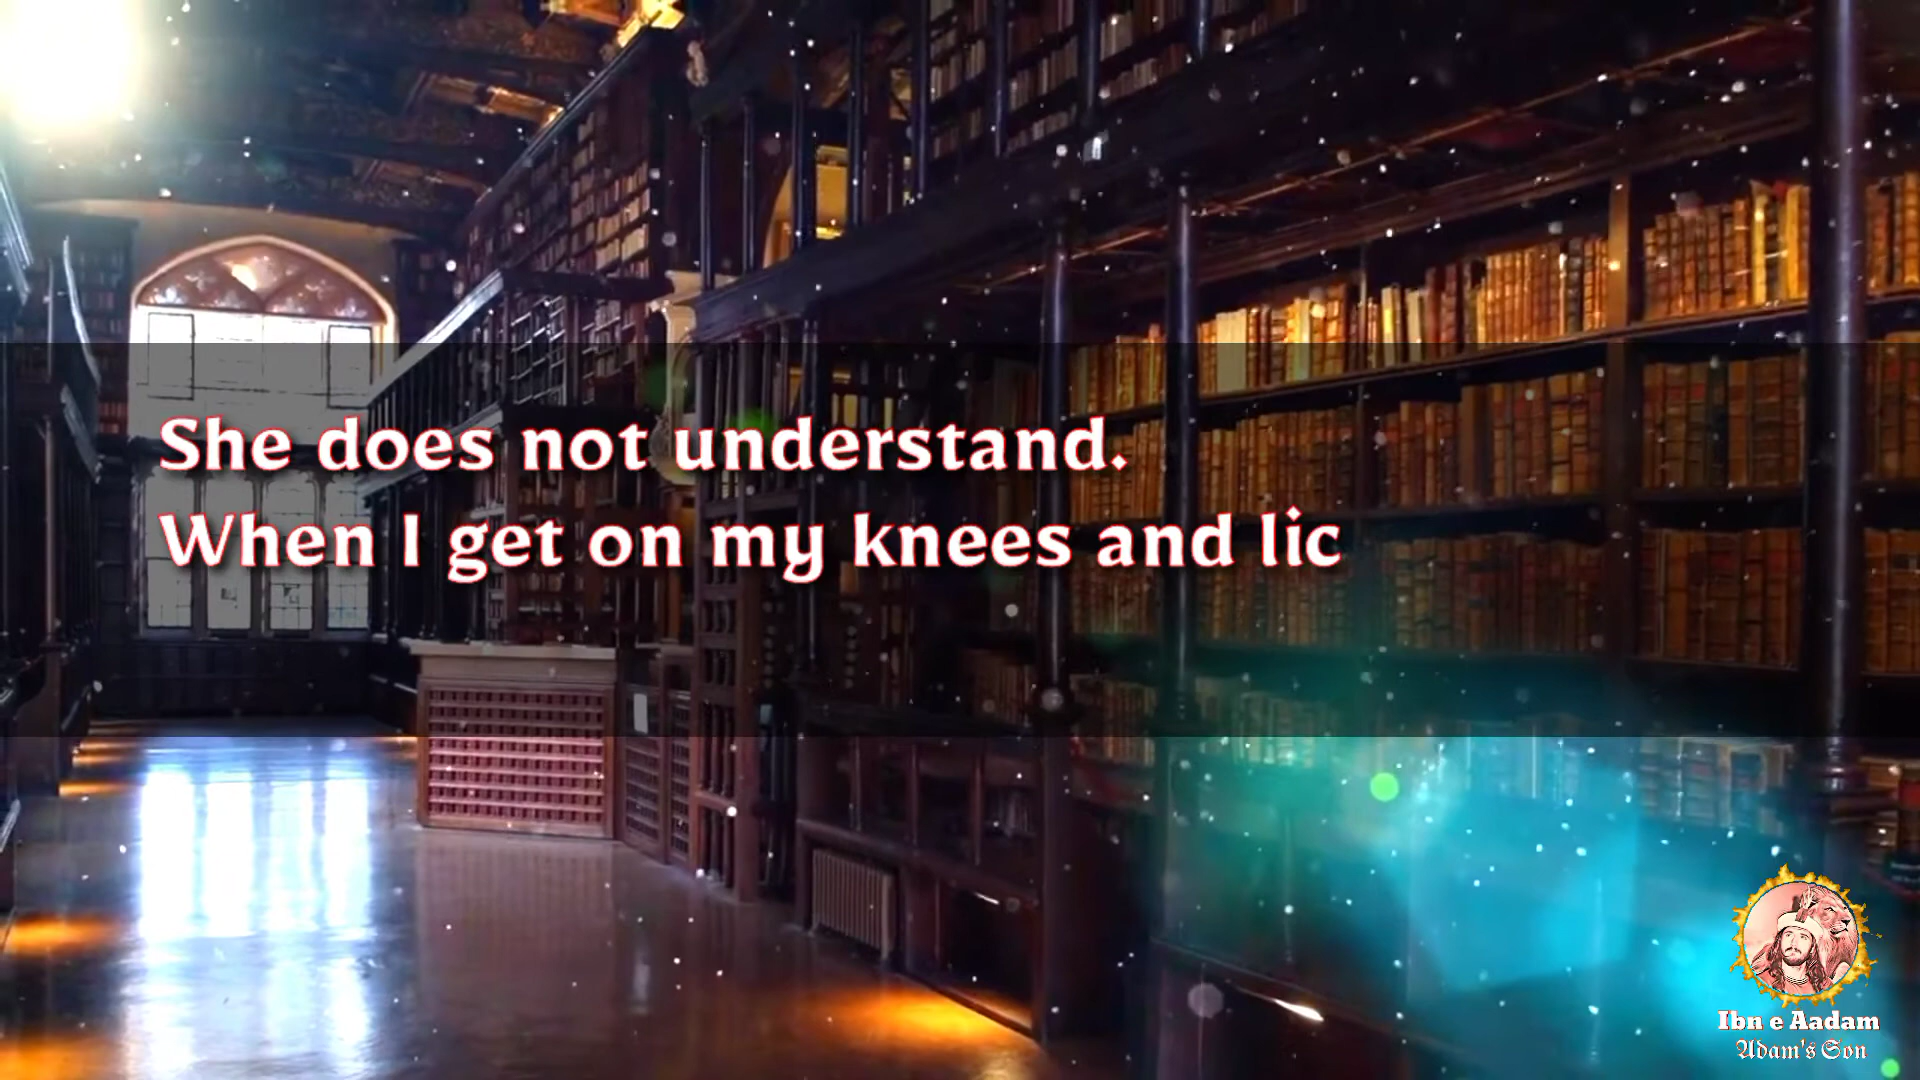 She does not understand.
When I get on my knees and lic
Ibn e Aadam
Adam's Son